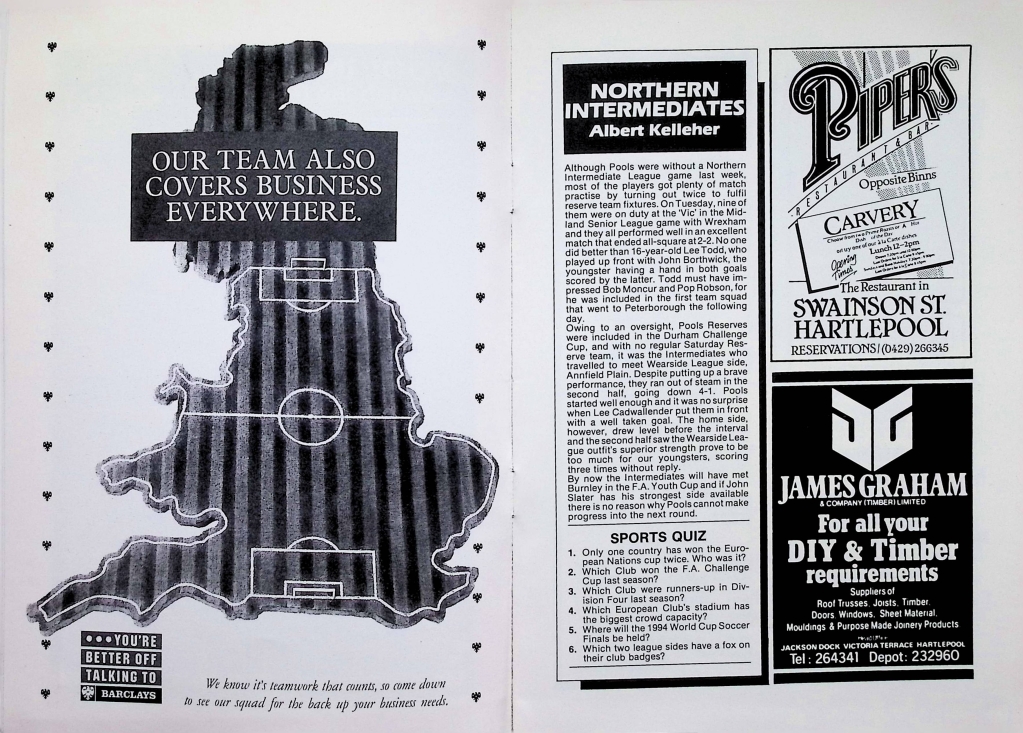 OUR TEAM ALSO
COVERS BUSINESS
EVERYWHERE.
•••YOU'RE
BETTER OFF
TALKING TO
BARCLAYS
We know it's teamwork that counts, so come down
to see our squad for the back up your business needs.
NORTHERN
INTERMEDIATES
Albert Kelleher
Although Pools were without a Northern
Intermediate League game last week,
most of the players got plenty of match
practise by turning out twice to fulfil
reserve team fixtures. On Tuesday, nine of
them were on duty at the 'Vic' in the Mid-
land Senior League game with Wrexham
and they all performed well in an excellent
match that ended all-square at 2-2. No one
did better than 16-year-old Lee Todd, who
played up front with John Borthwick, the
youngster having a hand in both goals
scored by the latter. Todd must have im-
pressed Bob Moncur and Pop Robson, for
he was included in the first team squad
that went to Peterborough the following
day.
Owing to an oversight, Pools Reserves
were included in the Durham Challenge
Cup, and with no regular Saturday Res-
erve team, it was the Intermediates who
travelled to meet Wearside League side,
Annfield Plain. Despite putting up a brave
performance, they ran out of steam in the
second half, going down 4-1. Pools
started well enough and it was no surprise
when Lee Cadwallender put them in front
with a well taken goal. The home side,
however, drew level before the interval
and the second half saw the Wearside Lea-
gue outfit's superior strength prove to be
too much for our youngsters, scoring
three times without reply.
By now the Intermediates will have met
Burnley in the F.A. Youth Cup and if John
Slater has his strongest side available
there is no reason why Pools cannot make
progress into the next round.
SPORTS QUIZ
1. Only one country has won the Euro-
pean Nations cup twice. Who was it?
2. Which Club won the F.A. Challenge
Cup last season?
3. Which Club were runners-up in Div-
ision Four last season?
4. Which European Club's stadium has
the biggest crowd capacity?
5. Where will the 1994 World Cup Soccer
Finals be held?
6. Which two league sides have a fox on
their club badges?
PIPER'S
RESTAURANT & BAR
Opposite Binns
CARVERY
Dish of the Day
or try one of our à la Carte dishes
Lunch 12-2pm
Opening
Times
The Restaurant in
SWAINSON ST.
HARTLEPOOL
RESERVATIONS/(0429) 266345
JAMES GRAHAM
& COMPANY (TIMBER) LIMITED
For all your
DIY & Timber
requirements
Suppliers of
Roof Trusses, Joists, Timber,
Doors, Windows, Sheet Material,
Mouldings & Purpose Made Joinery Products
JACKSON DOCK VICTORIA TERRACE HARTLEPOOL
Tel: 264341 Depot: 232960